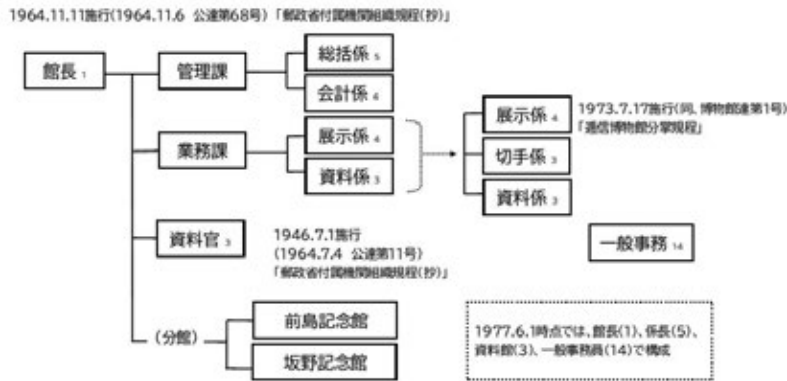 1964.11.11施行(1964.11.6 公達第68号)「郵政省付属機関組織規程(抄)」
館長 1
管理課
総括係 5
会計係 4
業務課
展示係 4
資料係 3
展示係 4
切手係 3
資料係 3
1973.7.17施行(同、博物館達第1号)
「逓信博物館分掌規程」
資料官 3
1946.7.1施行
(1964.7.4 公達第11号)
「郵政省付属機関組織規程(抄)」
一般事務 14
(分館)
前島記念館
坂野記念館
1977.6.1時点では、館長(1)、係長(5)、
資料館(3)、一般事務員(14)で構成